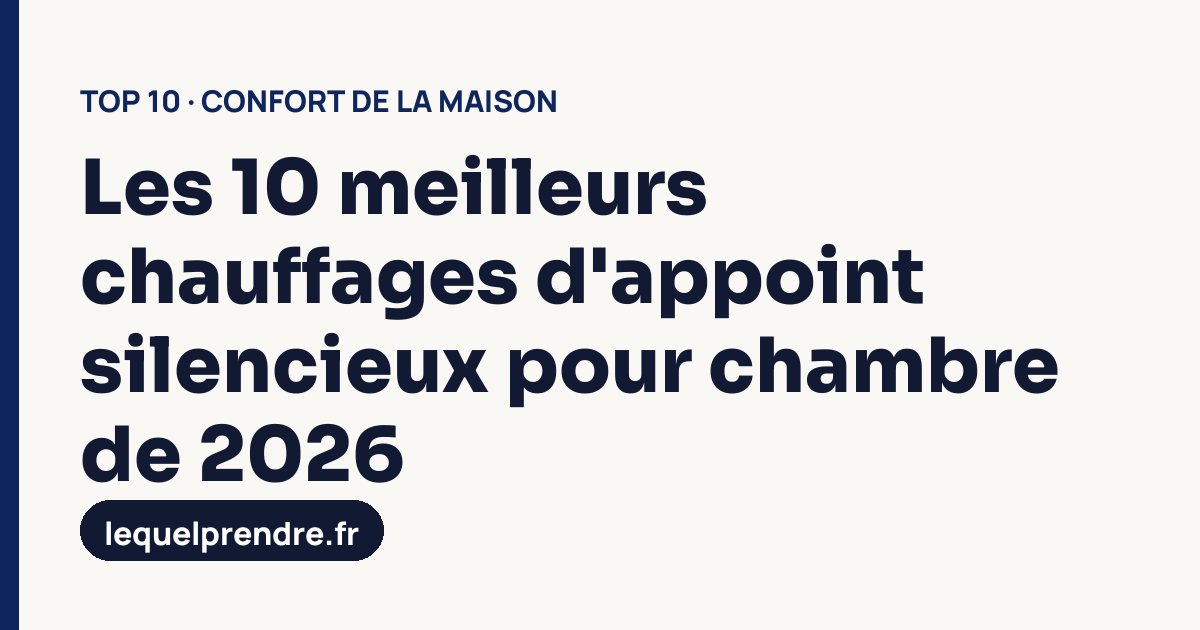 TOP 10 · CONFORT DE LA MAISON
Les 10 meilleurs
chauffages d'appoint
silencieux pour chambre
de 2026
lequelprendre.fr